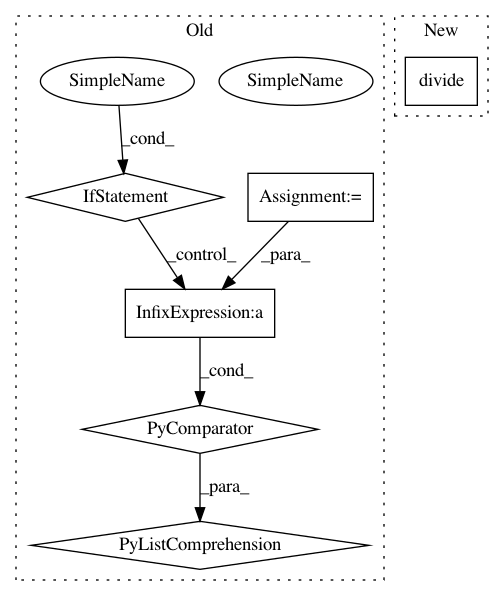 Old
New
SimpleName
SimpleName
divide
_cond_
IfStatement
Assignment:=
_control_
_para_
InfixExpression:a
_cond_
PyComparator
_para_
PyListComprehension